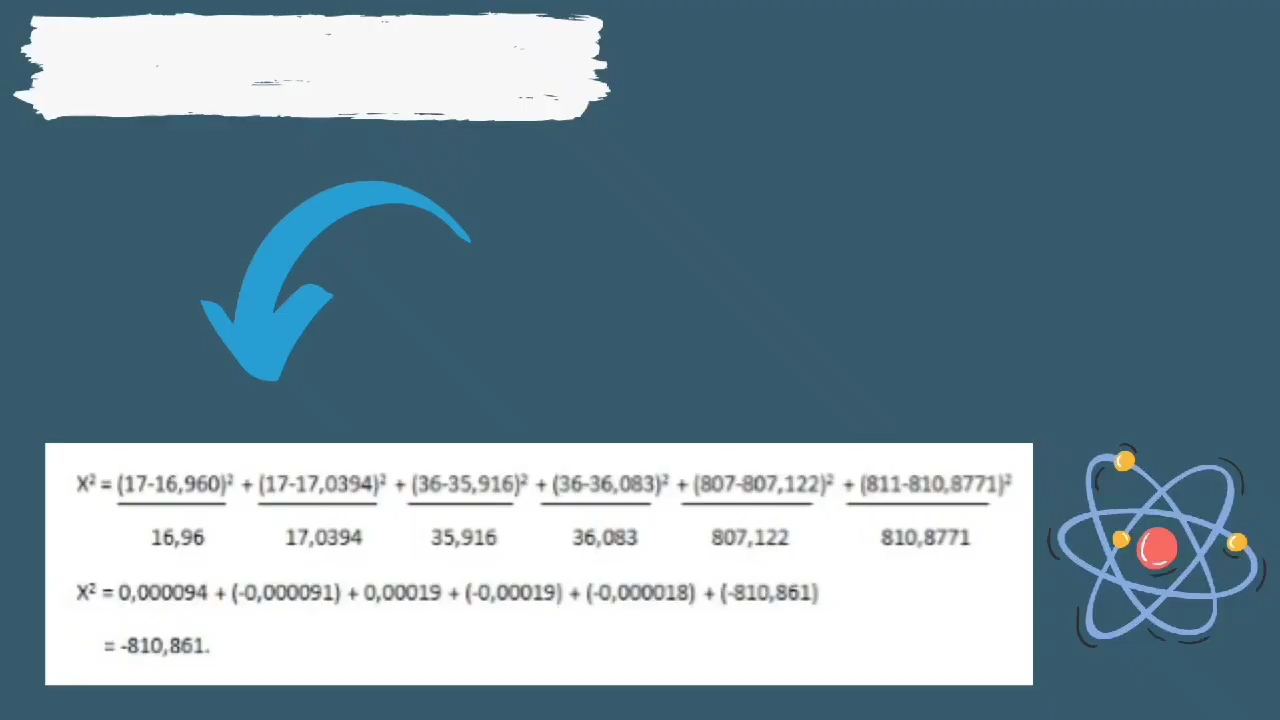 X² = (17-16,960)² + (17-17,0394)² + (36-35,916)² + (36-36,083)² + (807-807,122)² + (811-810,8771)²
16,96 17,0394 35,916 36,083 807,122 810,8771
X² = 0,000094 + (-0,000091) + 0,00019 + (-0,00019) + (-0,000018) + (-810,861)
= -810,861.